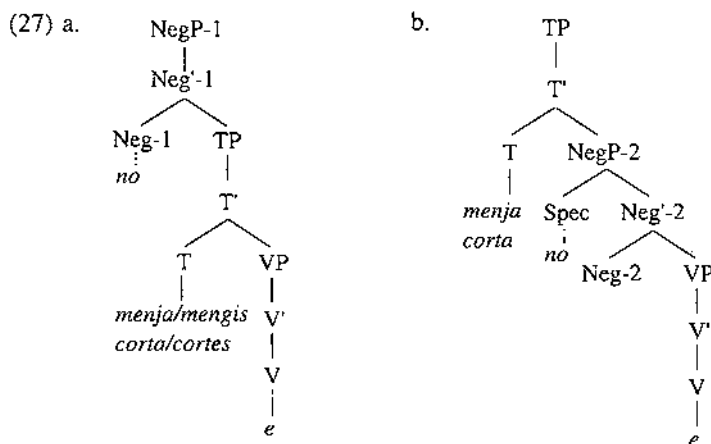 (27) a. NegP-1 b. TP
Neg'-1 T'
Neg-1 TP T NegP-2
no
T' menja Spec Neg'-2
corta
T VP no Neg-2 VP
menja/mengis V' V'
corta/cortes
V V
e e